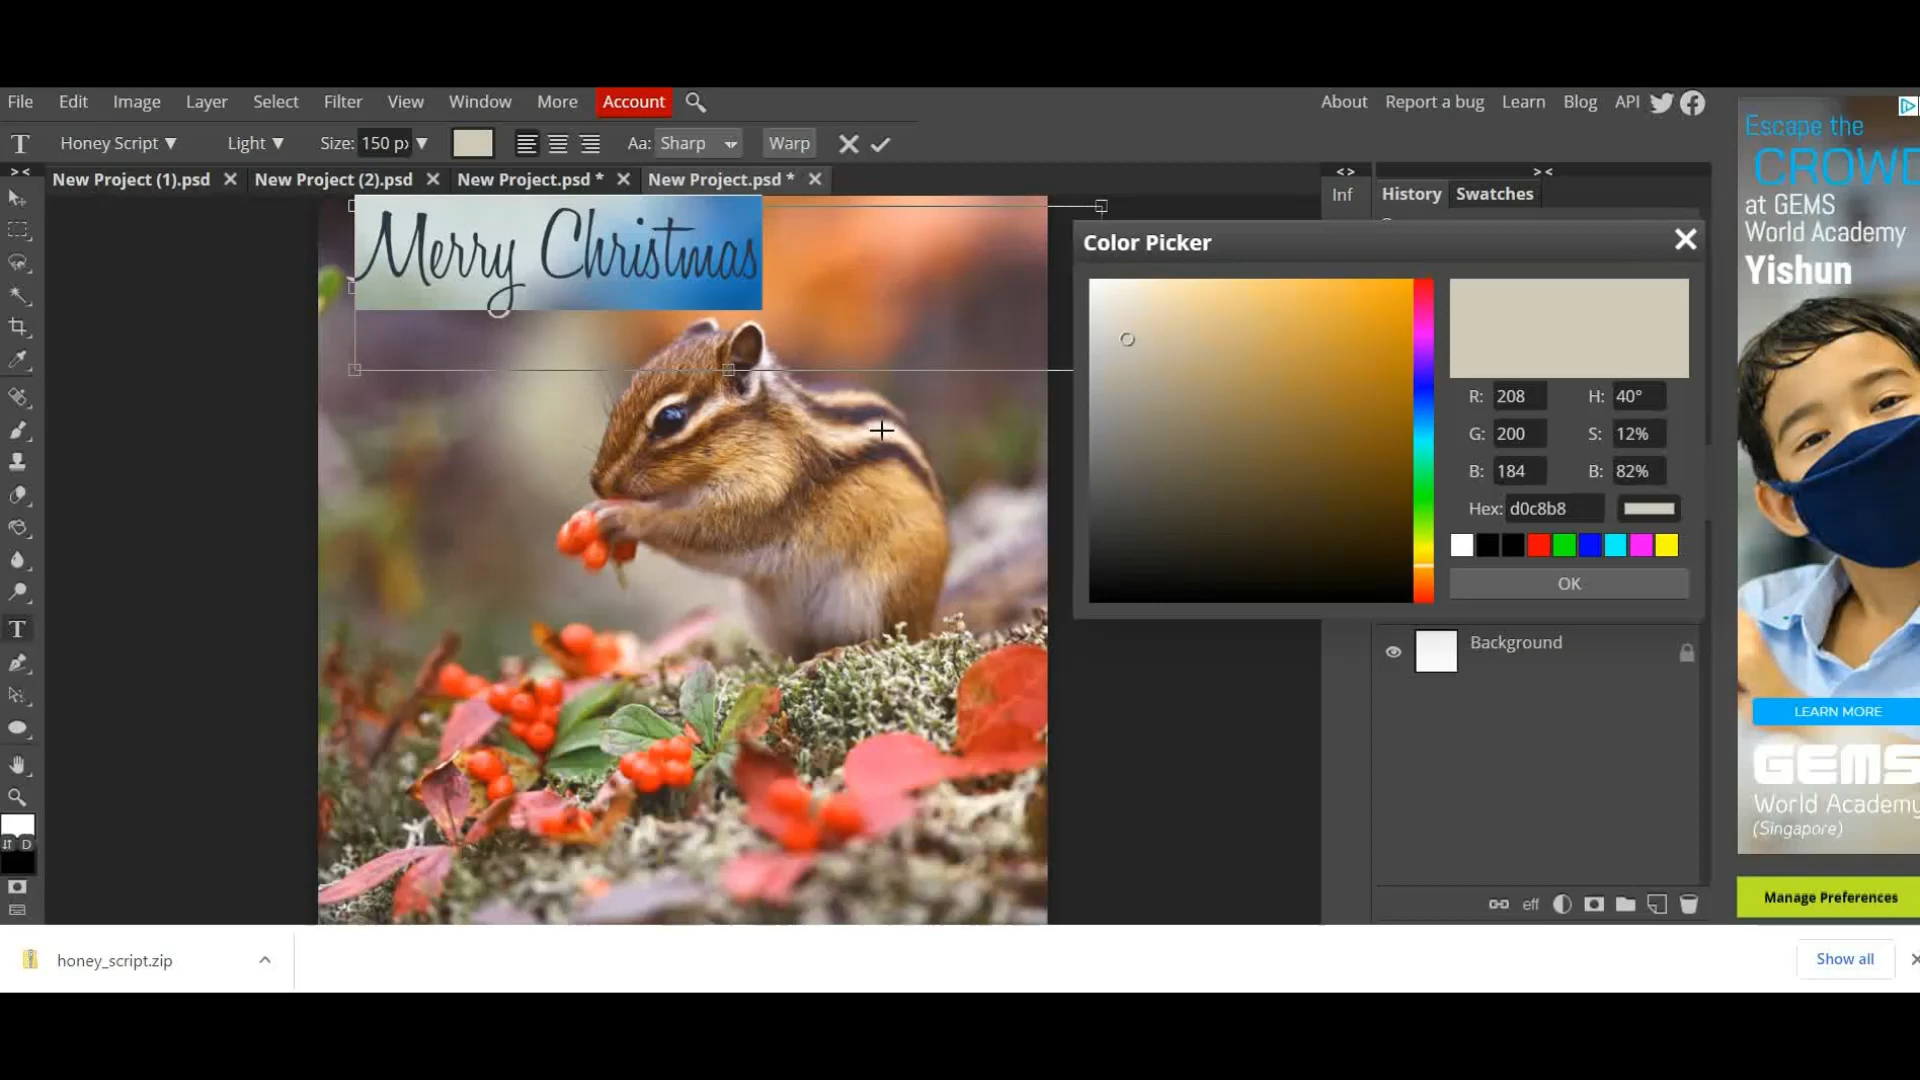 File Edit Image Layer Select Filter View Window More Account
About Report a bug Learn Blog API
Honey Script Light Size: 150 p Aa: Sharp Warp
New Project (1).psd New Project (2).psd New Project.psd * New Project.psd *
Inf
History Swatches
Merry Christmas
Color Picker
R: 208 H: 40°
G: 200 S: 12%
B: 184 B: 82%
Hex: d0c8b8
OK
Background
D
eff
Escape the
CROWD
at GEMS
World Academy
Yishun
LEARN MORE
GEMS
World Academy
(Singapore)
Manage Preferences
honey_script.zip
Show all